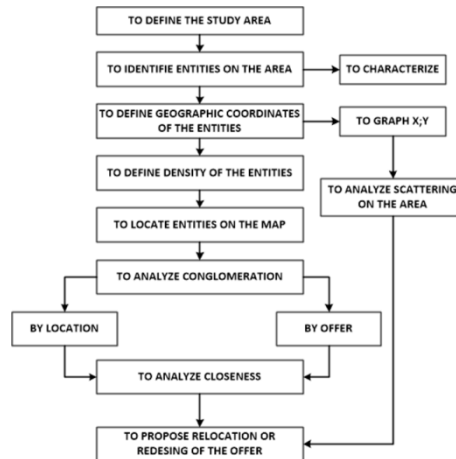 TO DEFINE THE STUDY AREA
TO IDENTIFIE ENTITIES ON THE AREA
TO CHARACTERIZE
TO DEFINE GEOGRAPHIC COORDINATES
OF THE ENTITIES
TO GRAPH X;Y
TO DEFINE DENSITY OF THE ENTITIES
TO ANALYZE SCATTERING
ON THE AREA
TO LOCATE ENTITIES ON THE MAP
TO ANALYZE CONGLOMERATION
BY LOCATION
BY OFFER
TO ANALYZE CLOSENESS
TO PROPOSE RELOCATION OR
REDESING OF THE OFFER